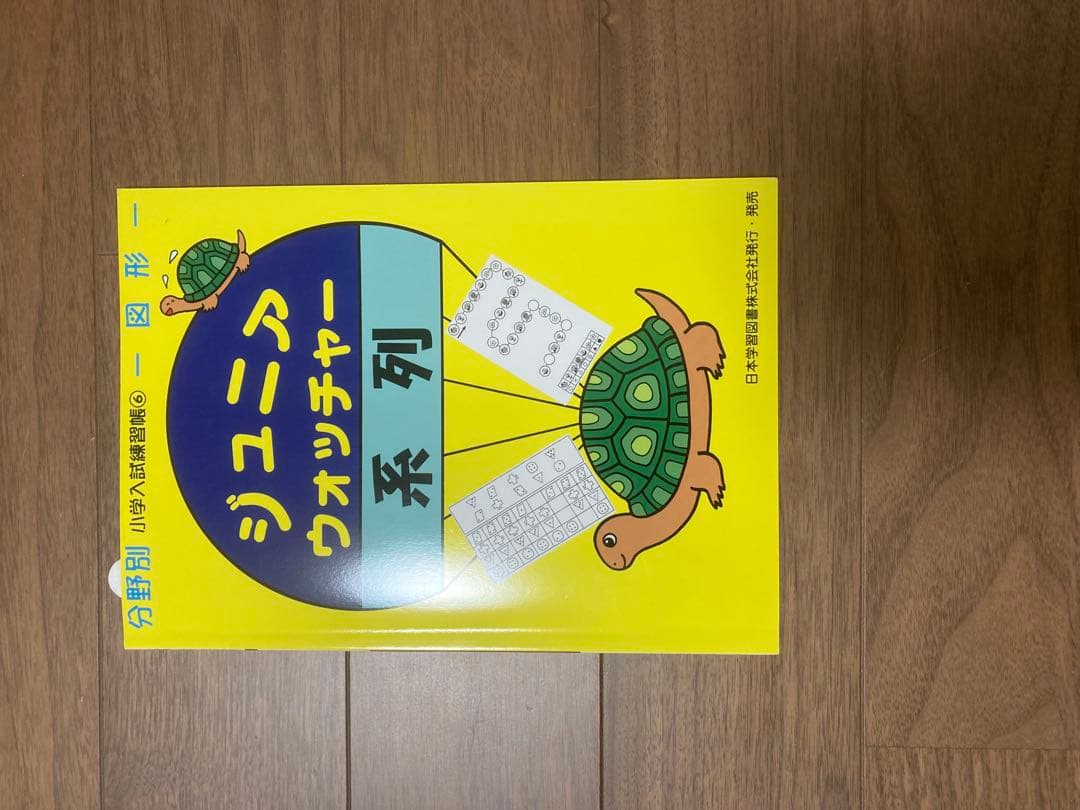 分野別 小学入試練習帳⑥ ー 図 形 ー
ジュニア
ウォッチャー
系 列
日本学習図書株式会社発行・発売